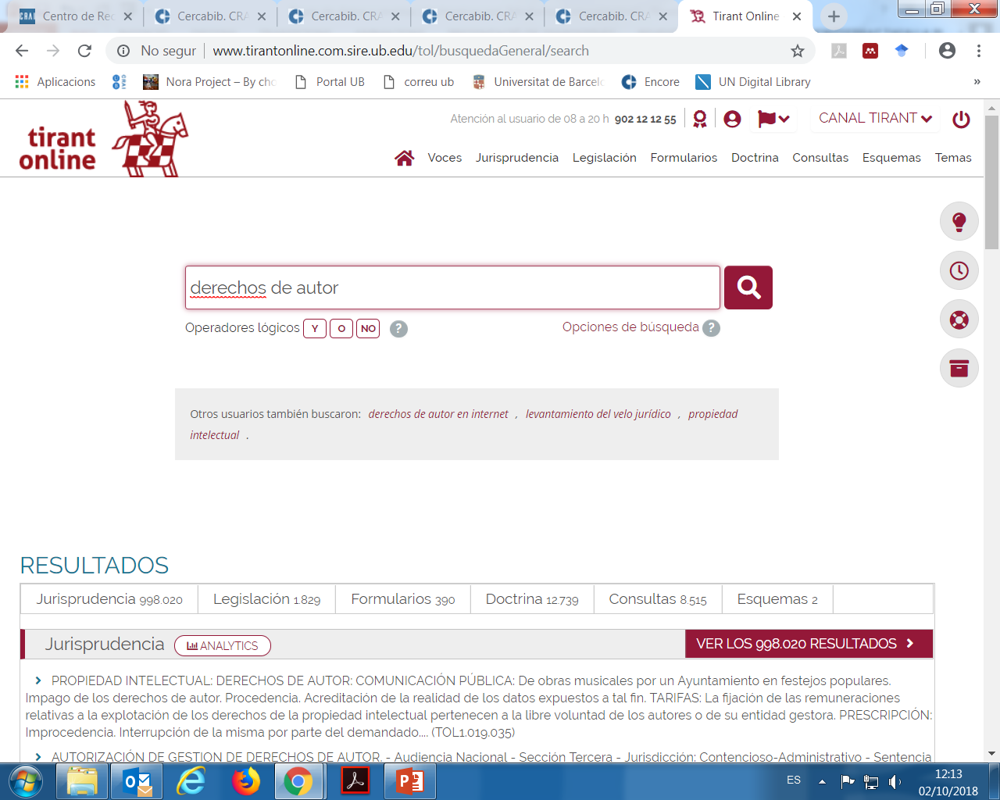 Centro de Rec
Cercabib. CRA
Cercabib. CRA
Cercabib. CRA
Cercabib. CRA
Tirant Online
No segur
www.tirantonline.com.sire.ub.edu/tol/busquedaGeneral/search
Aplicacions
Nora Project – By cho
Portal UB
correu ub
Universitat de Barcelo
Encore
UN Digital Library
»
tirant
online
Atención al usuario de 08 a 20 h 902 12 12 55
CANAL TIRANT
Voces Jurisprudencia Legislación Formularios Doctrina Consultas Esquemas Temas
derechos de autor
Operadores lógicos Y O NO ?
Opciones de búsqueda ?
Otros usuarios también buscaron: derechos de autor en internet , levantamiento del velo jurídico , propiedad
intelectual .
RESULTADOS
Jurisprudencia 998.020 Legislación 1.829 Formularios 390 Doctrina 12.739 Consultas 8.515 Esquemas 2
Jurisprudencia ANALYTICS VER LOS 998.020 RESULTADOS
PROPIEDAD INTELECTUAL: DERECHOS DE AUTOR: COMUNICACIÓN PÚBLICA: De obras musicales por un Ayuntamiento en festejos populares.
Impago de los derechos de autor. Procedencia. Acreditación de la realidad de los datos expuestos a tal fin. TARIFAS: La fijación de las remuneraciones
relativas a la explotación de los derechos de la propiedad intelectual pertenecen a la libre voluntad de los autores o de su entidad gestora. PRESCRIPCIÓN:
Improcedencia. Interrupción de la misma por parte del demandado.... (TOL1.019.035)
AUTORIZACIÓN DE GESTION DE DERECHOS DE AUTOR. - Audiencia Nacional - Sección Tercera - Jurisdicción: Contencioso-Administrativo - Sentencia
ES
12:13
02/10/2018